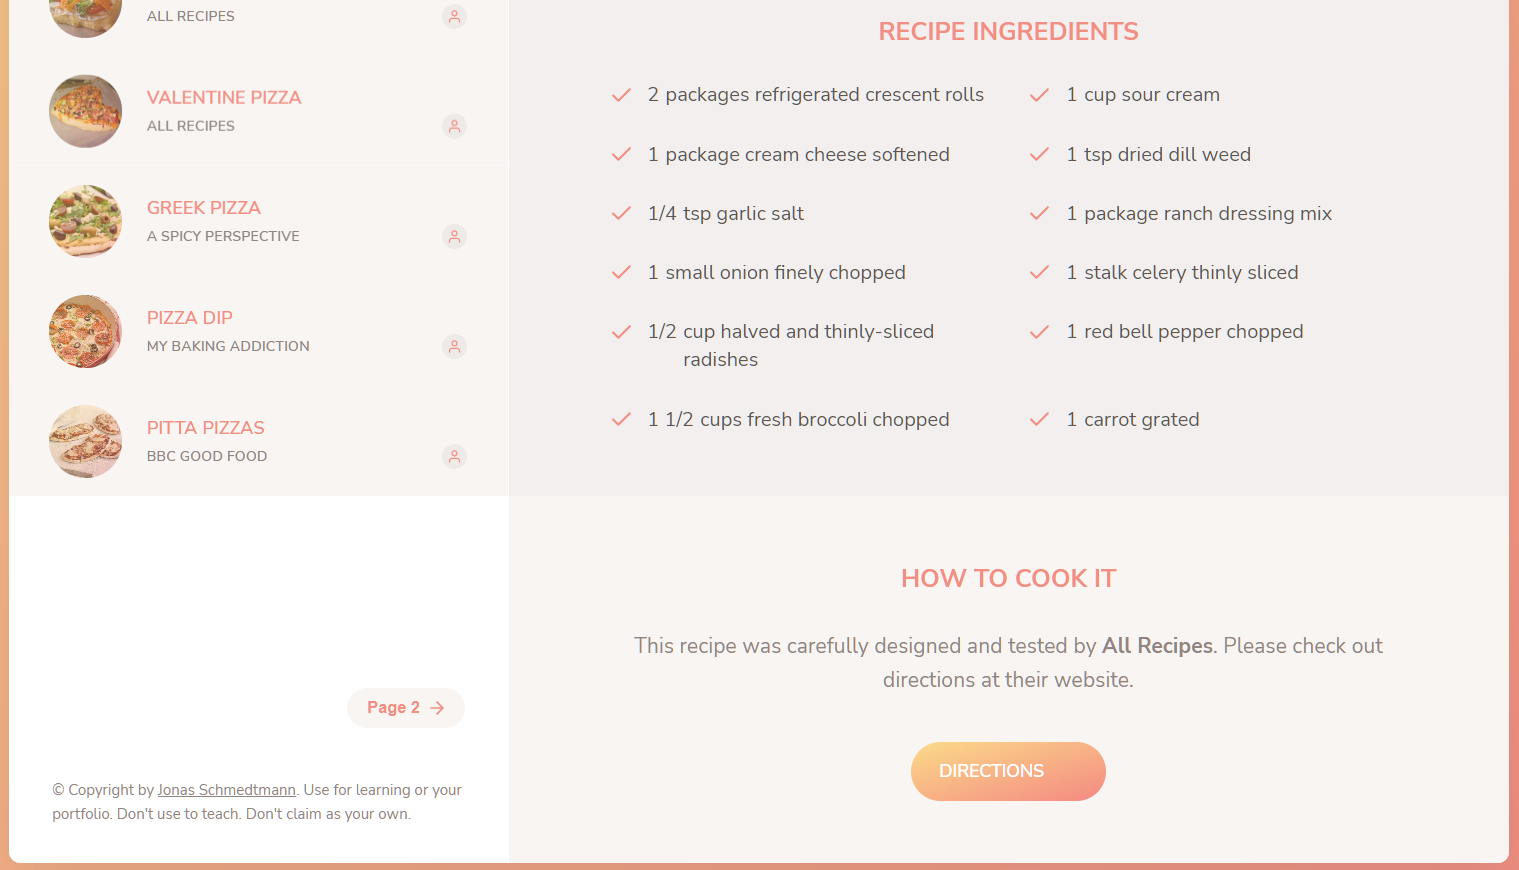 ALL RECIPES
VALENTINE PIZZA
ALL RECIPES
GREEK PIZZA
A SPICY PERSPECTIVE
PIZZA DIP
MY BAKING ADDICTION
PITTA PIZZAS
BBC GOOD FOOD
Page 2
© Copyright by Jonas Schmedtmann. Use for learning or your
portfolio. Don't use to teach. Don't claim as your own.
RECIPE INGREDIENTS
2 packages refrigerated crescent rolls
1 cup sour cream
1 package cream cheese softened
1 tsp dried dill weed
1/4 tsp garlic salt
1 package ranch dressing mix
1 small onion finely chopped
1 stalk celery thinly sliced
1/2 cup halved and thinly-sliced
radishes
1 red bell pepper chopped
1 1/2 cups fresh broccoli chopped
1 carrot grated
HOW TO COOK IT
This recipe was carefully designed and tested by All Recipes. Please check out
directions at their website.
DIRECTIONS